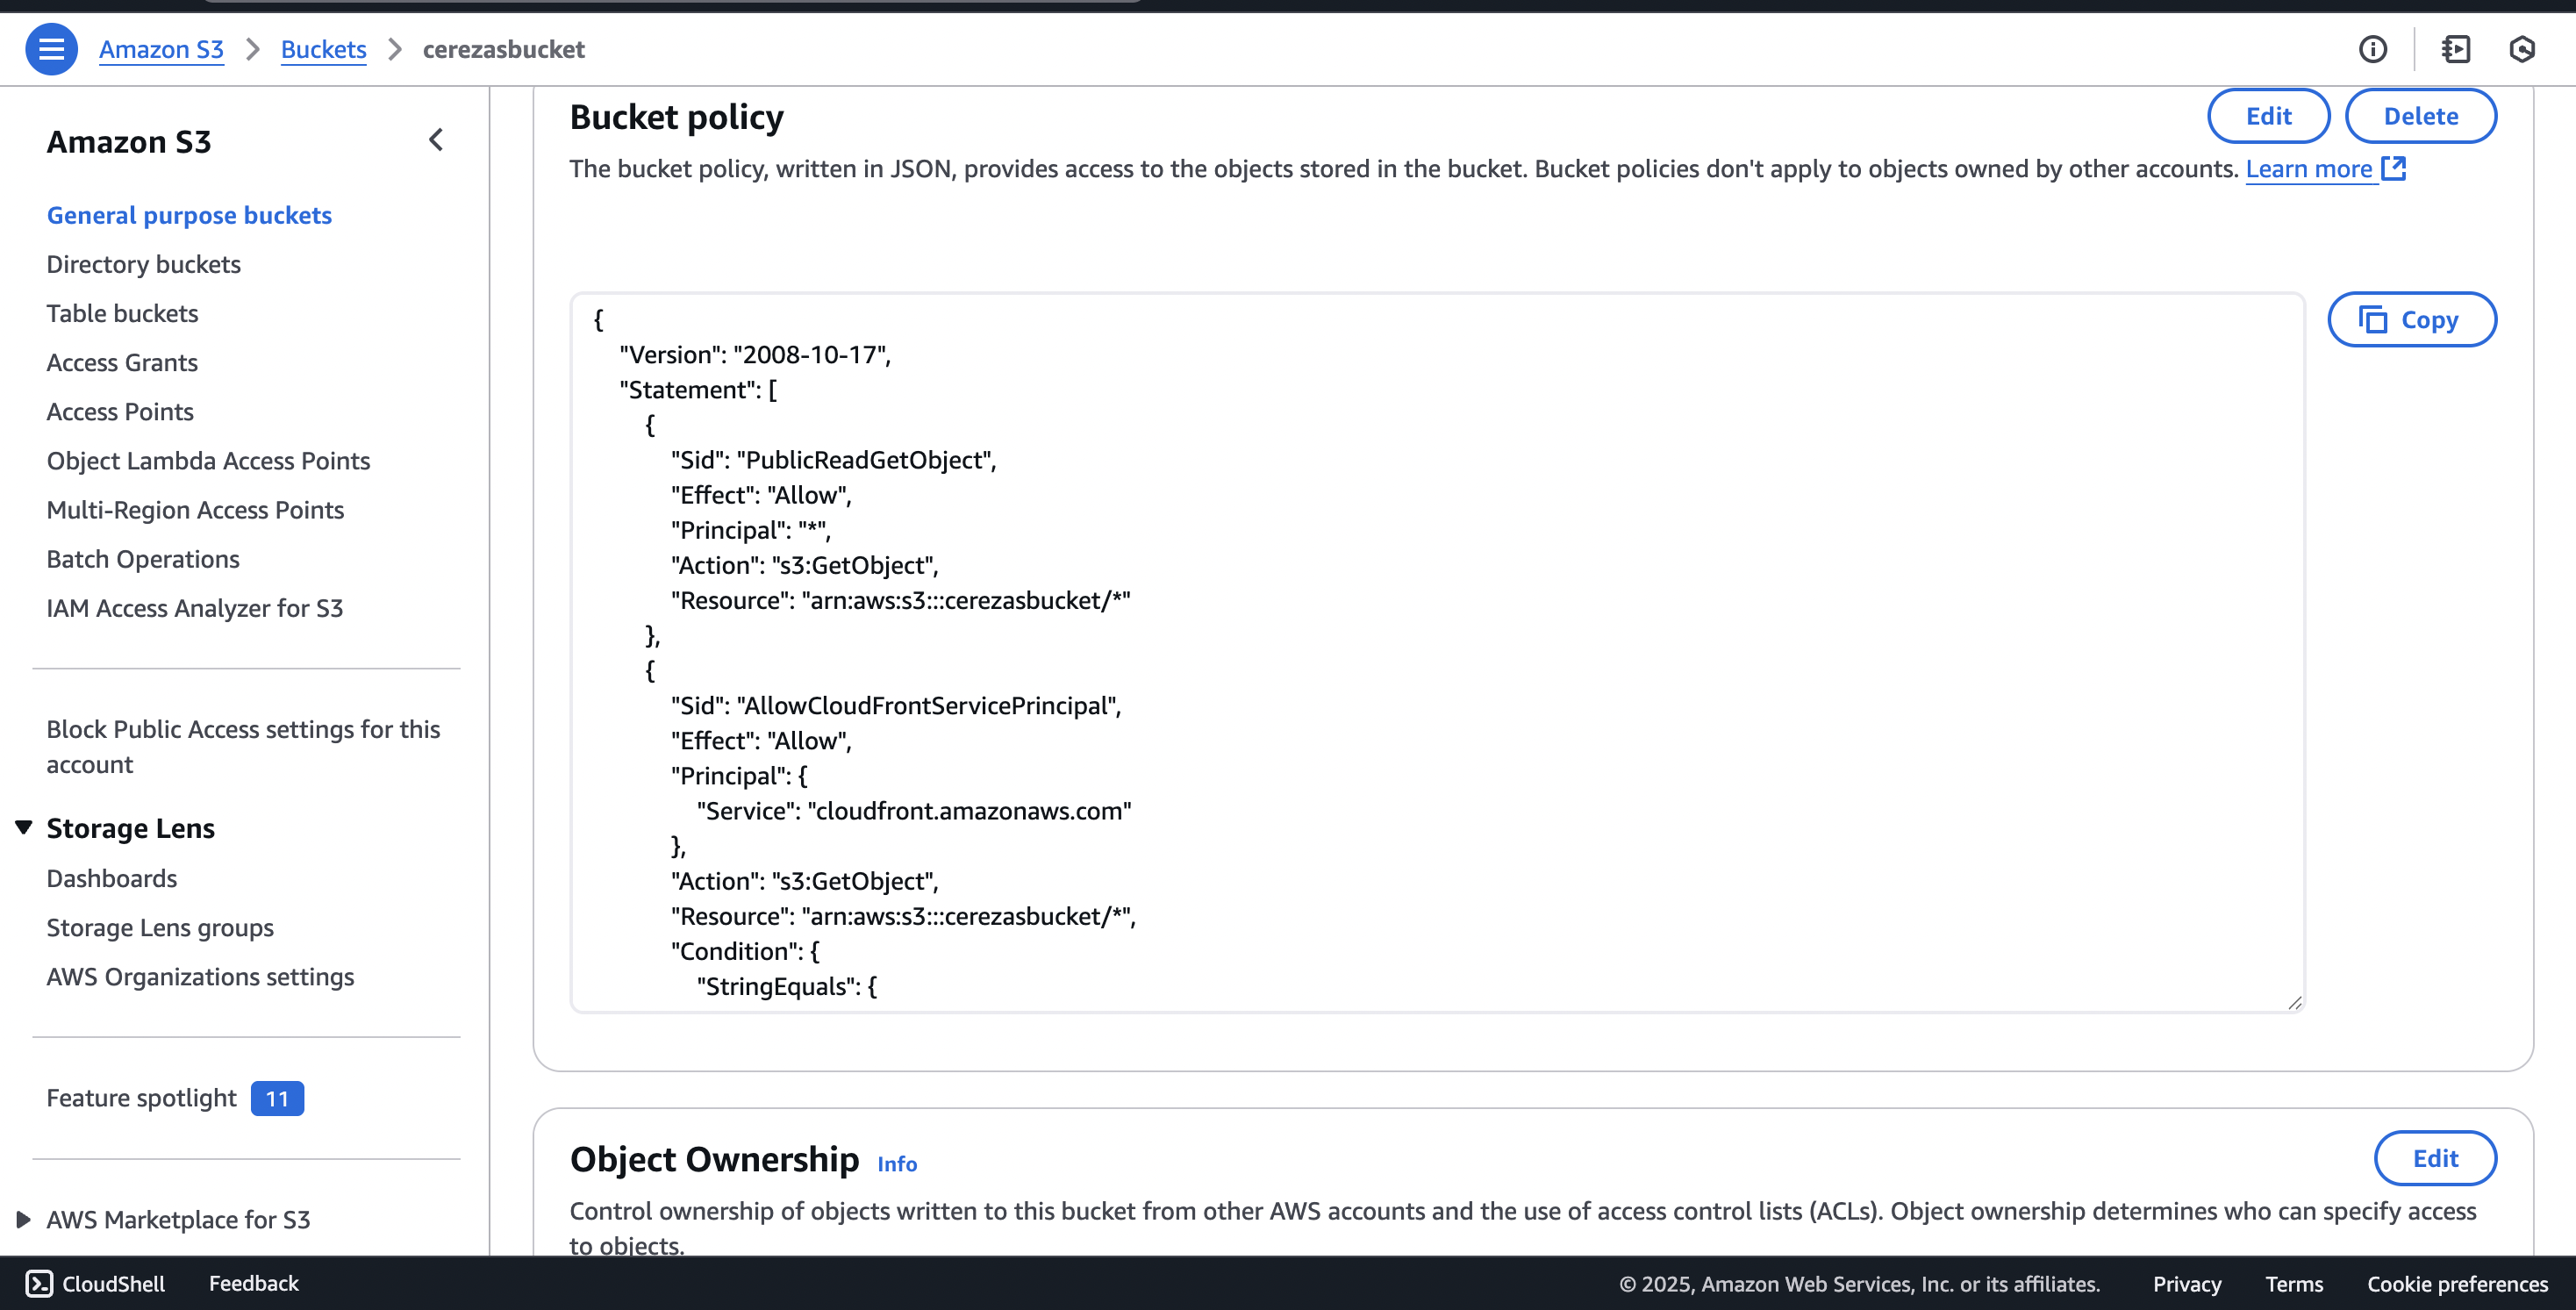 Amazon S3 > Buckets > cerezasbucket
Amazon S3
General purpose buckets
Directory buckets
Table buckets
Access Grants
Access Points
Object Lambda Access Points
Multi-Region Access Points
Batch Operations
IAM Access Analyzer for S3
Block Public Access settings for this
account
Storage Lens
Dashboards
Storage Lens groups
AWS Organizations settings
Feature spotlight 11
AWS Marketplace for S3
Bucket policy
Edit
Delete
The bucket policy, written in JSON, provides access to the objects stored in the bucket. Bucket policies don't apply to objects owned by other accounts. Learn more
Copy
{
"Version": "2008-10-17",
"Statement": [
{
"Sid": "PublicReadGetObject",
"Effect": "Allow",
"Principal": "*",
"Action": "s3:GetObject",
"Resource": "arn:aws:s3:::cerezasbucket/*"
},
{
"Sid": "AllowCloudFrontServicePrincipal",
"Effect": "Allow",
"Principal": {
"Service": "cloudfront.amazonaws.com"
},
"Action": "s3:GetObject",
"Resource": "arn:aws:s3:::cerezasbucket/*",
"Condition": {
"StringEquals": {
Object Ownership Info
Edit
Control ownership of objects written to this bucket from other AWS accounts and the use of access control lists (ACLs). Object ownership determines who can specify access
to objects.
CloudShell
Feedback
© 2025, Amazon Web Services, Inc. or its affiliates.
Privacy
Terms
Cookie preferences